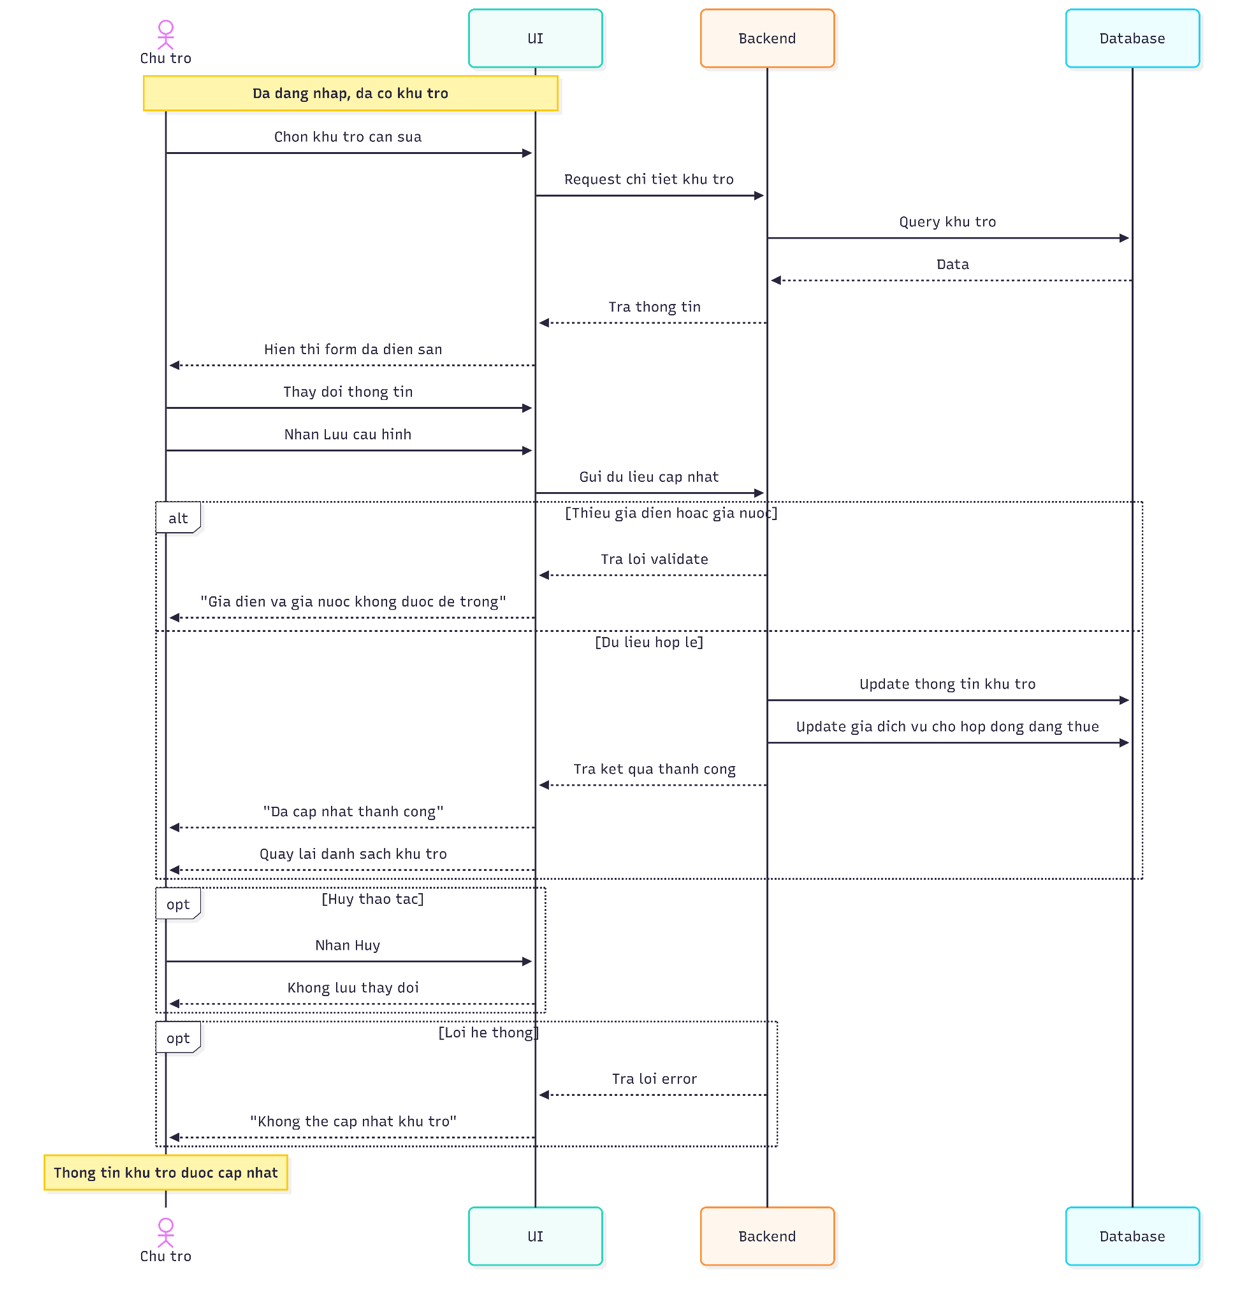 Chu tro
UI
Backend
Database
Da dang nhap, da co khu tro
Chon khu tro can sua
Request chi tiet khu tro
Query khu tro
Data
Tra thong tin
Hien thi form da dien san
Thay doi thong tin
Nhan Luu cau hinh
Gui du lieu cap nhat
alt
[Thieu gia dien hoac gia nuoc]
Tra loi validate
"Gia dien va gia nuoc khong duoc de trong"
[Du lieu hop le]
Update thong tin khu tro
Update gia dich vu cho hop dong dang thue
Tra ket qua thanh cong
"Da cap nhat thanh cong"
Quay lai danh sach khu tro
opt
[Huy thao tac]
Nhan Huy
Khong luu thay doi
opt
[Loi he thong]
Tra loi error
"Khong the cap nhat khu tro"
Thong tin khu tro duoc cap nhat
Chu tro
UI
Backend
Database